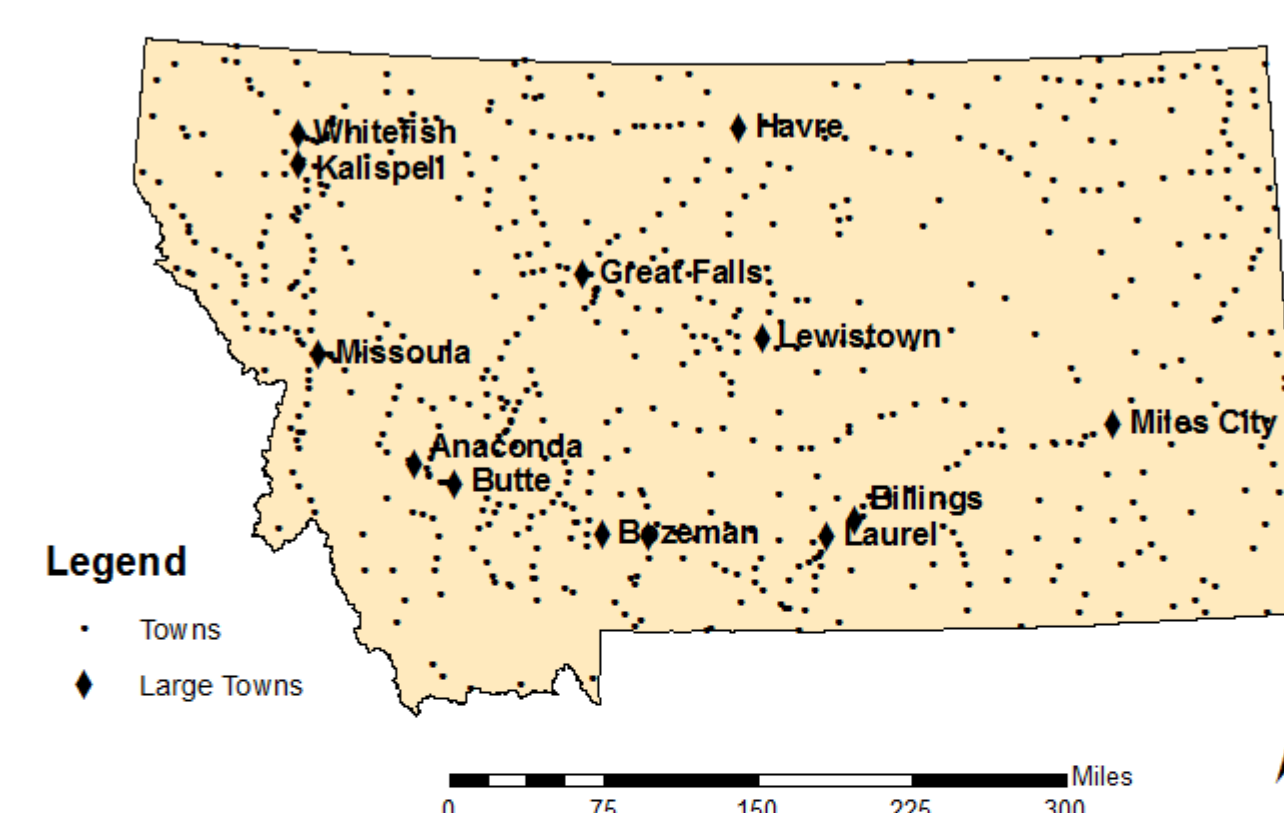 Whitefish
Havre
Kalispell
Great Falls
Lewistown
Missoula
Miles City
Anaconda
Butte
Billings
Bozeman
Laurel
Legend
Towns
Large Towns
Miles
0 75 150 225 300